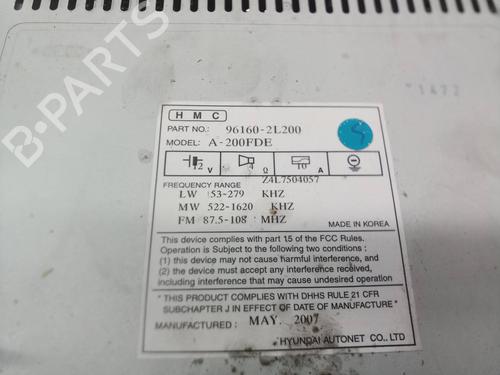 H M C
PART NO.: 96160-2L200
MODEL: A-200FDE
12 V 4 Ω 10 A
Z4L7504057
FREQUENCY RANGE
LW 153-279 KHZ
MW 522-1620 KHZ
FM 87.5-108 MHZ
MADE IN KOREA
This device complies with part 15 of the FCC Rules.
Operation is Subject to the following two conditions :
(1) this device may not cause harmful interference, and
(2) this device must accept any interference received,
including interference that may cause undesired operation
* THIS PRODUCT COMPLIES WITH DHHS RULE 21 CFR
SUBCHAPTER J IN EFFECT OF DATE OF MANUFACTURE *
MANUFACTURED : MAY. 2007
HYUNDAI AUTONET CO., LTD
B-PARTS